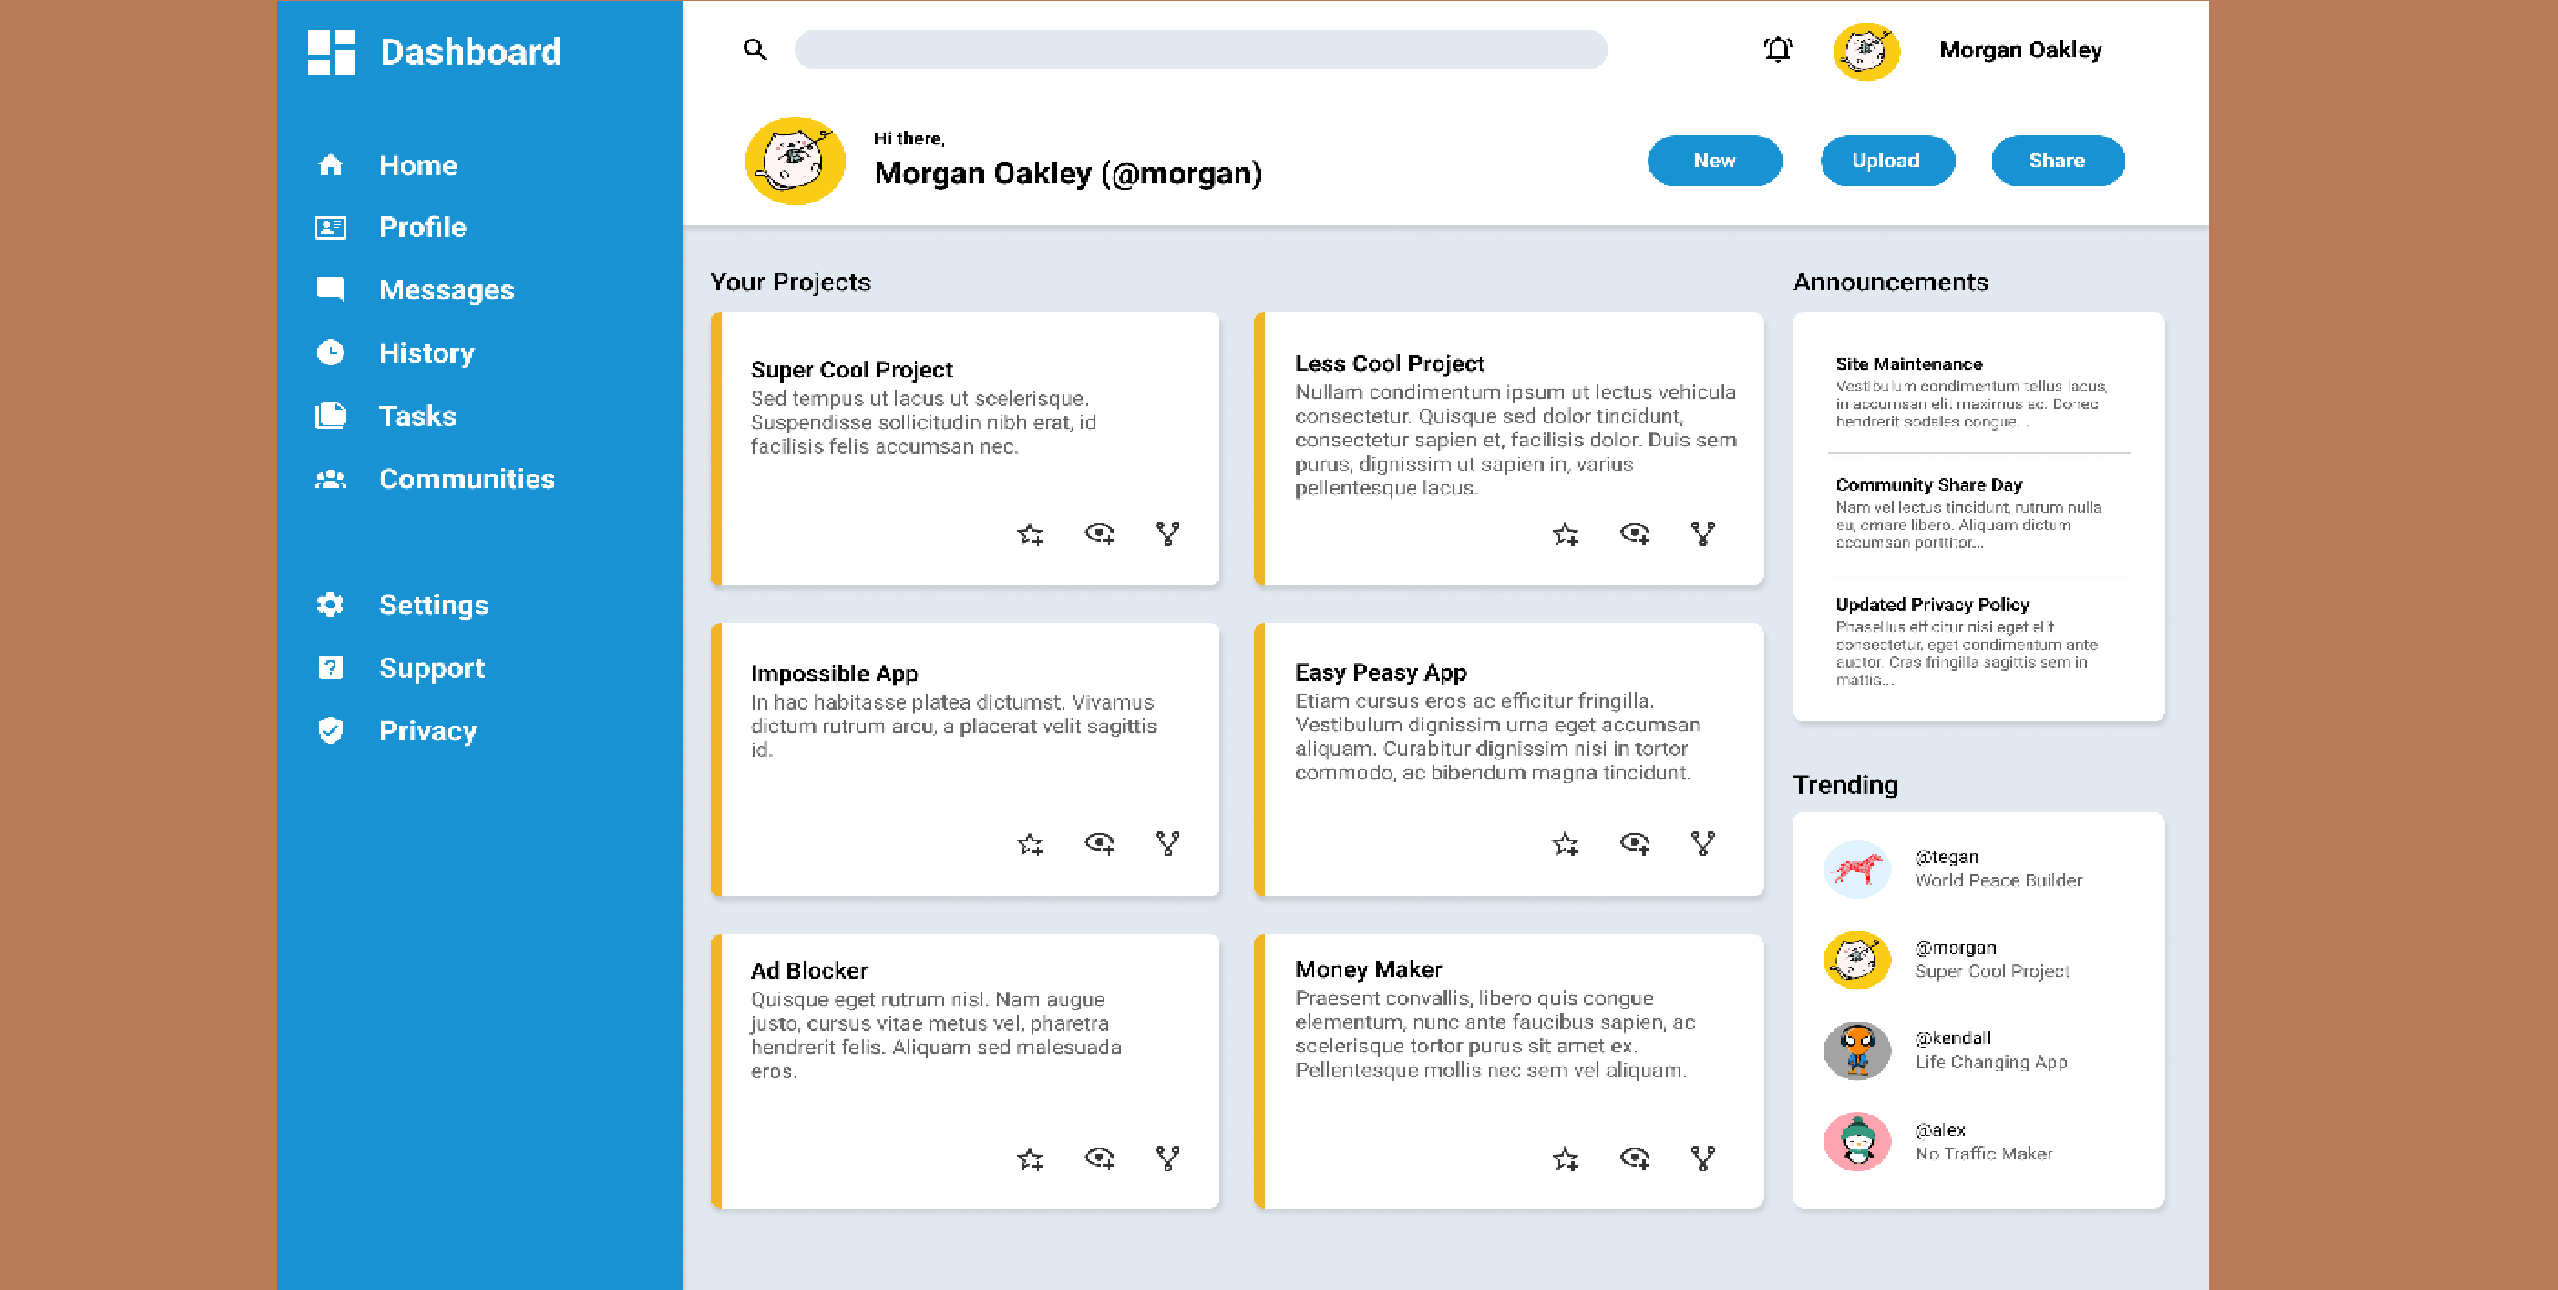 Dashboard
Home
Profile
Messages
History
Tasks
Communities
Settings
Support
Privacy
Morgan Oakley
Hi there,
Morgan Oakley (@morgan)
New
Upload
Share
Your Projects
Super Cool Project
Sed tempus ut lacus ut scelerisque.
Suspendisse sollicitudin nibh erat, id
facilisis felis accumsan nec.
Less Cool Project
Nullam condimentum ipsum ut lectus vehicula
consectetur. Quisque sed dolor tincidunt,
consectetur sapien et, facilisis dolor. Duis sem
purus, dignissim ut sapien in, varius
pellentesque lacus.
Impossible App
In hac habitasse platea dictumst. Vivamus
dictum rutrum arcu, a placerat velit sagittis
id.
Easy Peasy App
Etiam cursus eros ac efficitur fringilla.
Vestibulum dignissim urna eget accumsan
aliquam. Curabitur dignissim nisi in tortor
commodo, ac bibendum magna tincidunt.
Ad Blocker
Quisque eget rutrum nisl. Nam augue
justo, cursus vitae metus vel, pharetra
hendrerit felis. Aliquam sed malesuada
eros.
Money Maker
Praesent convallis, libero quis congue
elementum, nunc ante faucibus sapien, ac
scelerisque tortor purus sit amet ex.
Pellentesque mollis nec sem vel aliquam.
Announcements
Site Maintenance
Vestibulum condimentum tellus lacus,
in accumsan elit maximus ac. Donec
hendrerit sodales congue...
Community Share Day
Nam vel lectus tincidunt, rutrum nulla
eu, ornare libero. Aliquam dictum
accumsan porttitor...
Updated Privacy Policy
Phasellus efficitur nisi eget elit
consectetur, eget condimentum ante
auctor. Cras fringilla sagittis sem in
mattis...
Trending
@tegan
World Peace Builder
@morgan
Super Cool Project
@kendall
Life Changing App
@alex
No Traffic Maker